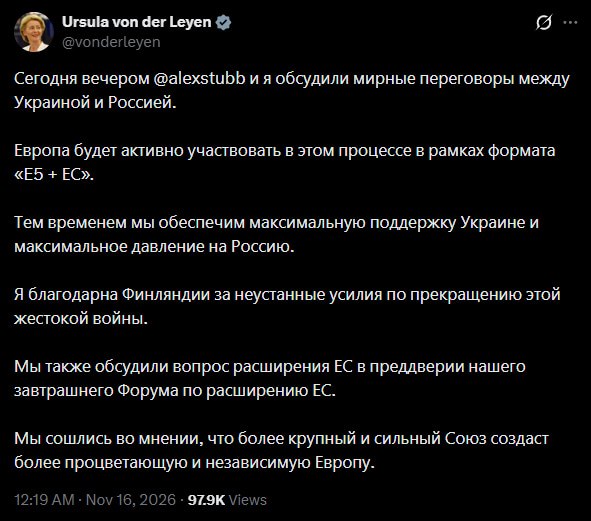 Ursula von der Leyen
@vonderleyen
Сегодня вечером @alexstubb и я обсудили мирные переговоры между
Украиной и Россией.
Европа будет активно участвовать в этом процессе в рамках формата
«E5 + ЕС».
Тем временем мы обеспечим максимальную поддержку Украине и
максимальное давление на Россию.
Я благодарна Финляндии за неустанные усилия по прекращению этой
жестокой войны.
Мы также обсудили вопрос расширения ЕС в преддверии нашего
завтрашнего Форума по расширению ЕС.
Мы сошлись во мнении, что более крупный и сильный Союз создаст
более процветающую и независимую Европу.
12:19 AM · Nov 16, 2026 · 97.9K Views